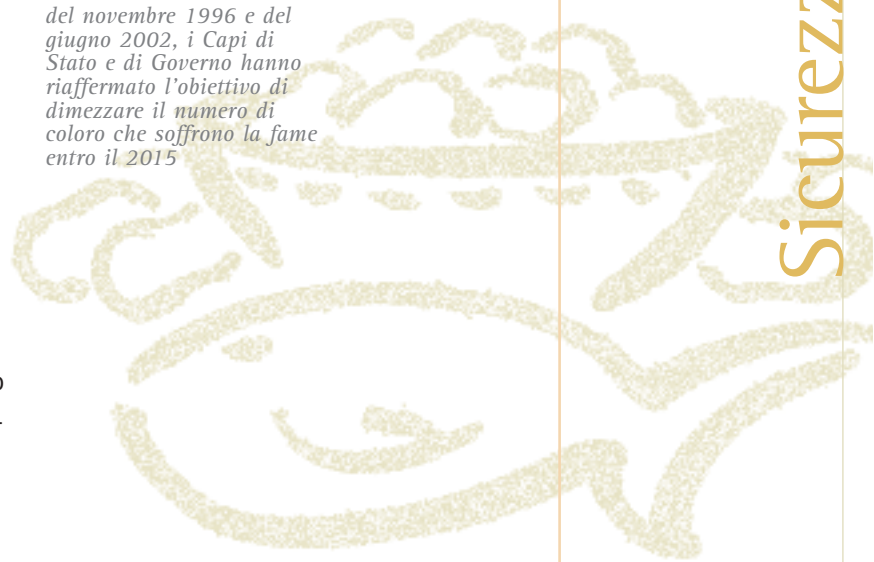 del novembre 1996 e del
giugno 2002, i Capi di
Stato e di Governo hanno
riaffermato l’obiettivo di
dimezzare il numero di
coloro che soffrono la fame
entro il 2015